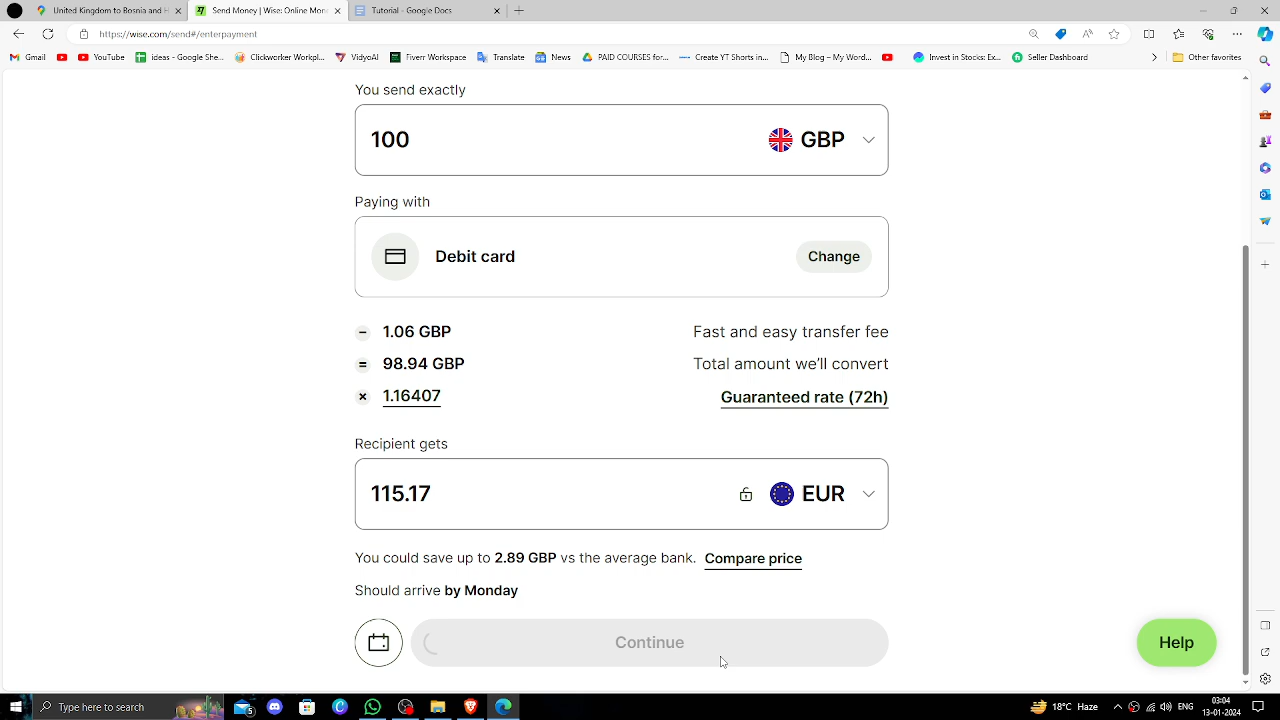 United Kingdom to Bosnia and H
Send Money | Wise: Online Mone
Tutorial - Google Docs
https://wise.com/send#/enterpayment
Gmail
YouTube
ideas - Google She...
Clickworker Workpl...
VidyoAI
Fiverr Workspace
Translate
News
PAID COURSES for...
Create YT Shorts in...
My Blog – My Word...
Invest in Stocks: Ex...
Seller Dashboard
Other favorites
You send exactly
100 GBP
Paying with
Debit card Change
− 1.06 GBP Fast and easy transfer fee
= 98.94 GBP Total amount we'll convert
× 1.16407 Guaranteed rate (72h)
Recipient gets
115.17 EUR
You could save up to 2.89 GBP vs the average bank. Compare price
Should arrive by Monday
Continue
Help
Type here to search
5
18°C Haze
ENG
03:04
13-01-2024